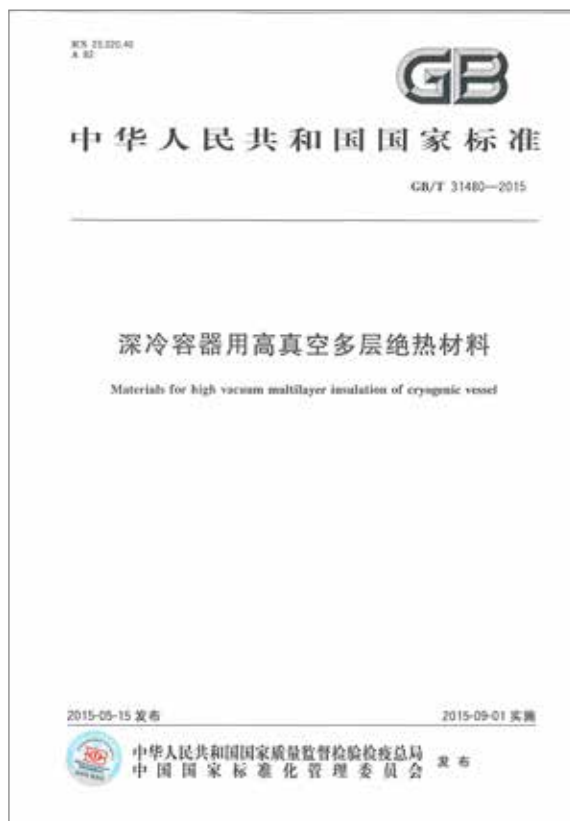 ICS 23.020.40
A 82
GB
中华人民共和国国家标准
GB/T 31480—2015
深冷容器用高真空多层绝热材料
Materials for high vacuum multilayer insulation of cryogenic vessel
2015-05-15 发布
2015-09-01 实施
中华人民共和国国家质量监督检验检疫总局
中国国家标准化管理委员会
发布